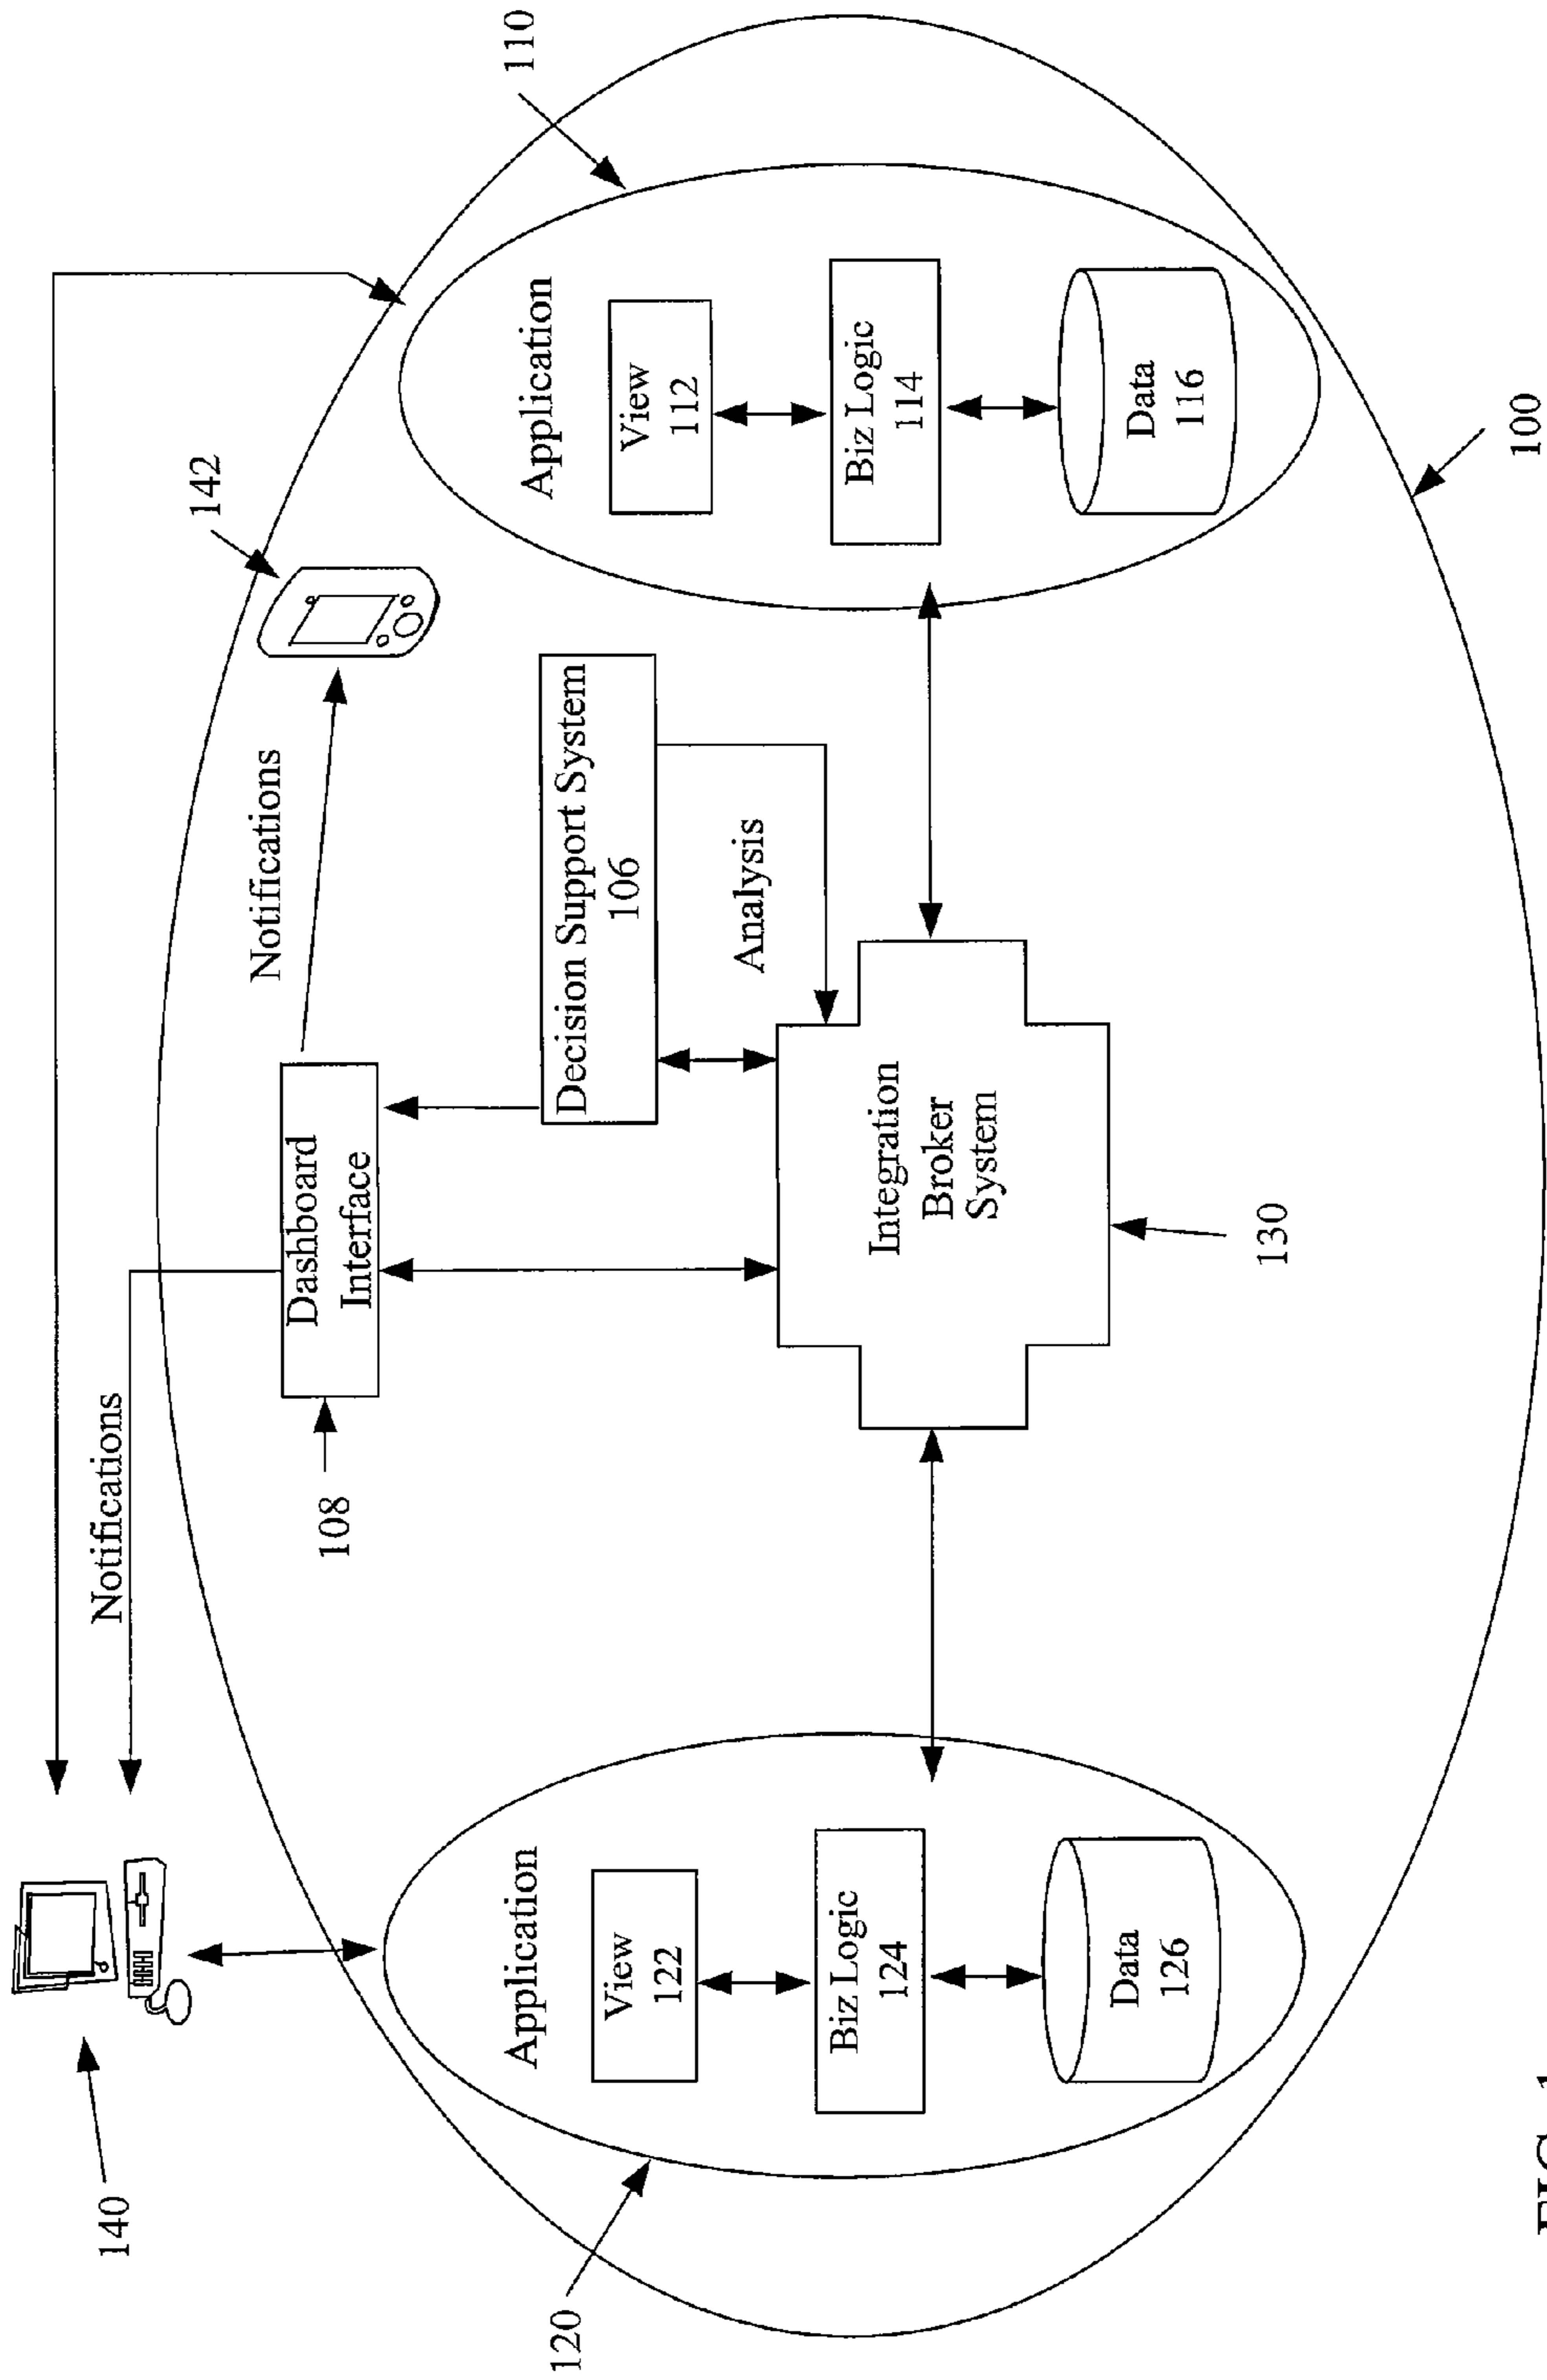 140
Notifications
Notifications
142
110
108
Dashboard
Interface
Decision Support System
106
Analysis
120
Application
View
122
Biz Logic
124
Data
126
Integration
Broker
System
130
Application
View
112
Biz Logic
114
Data
116
100